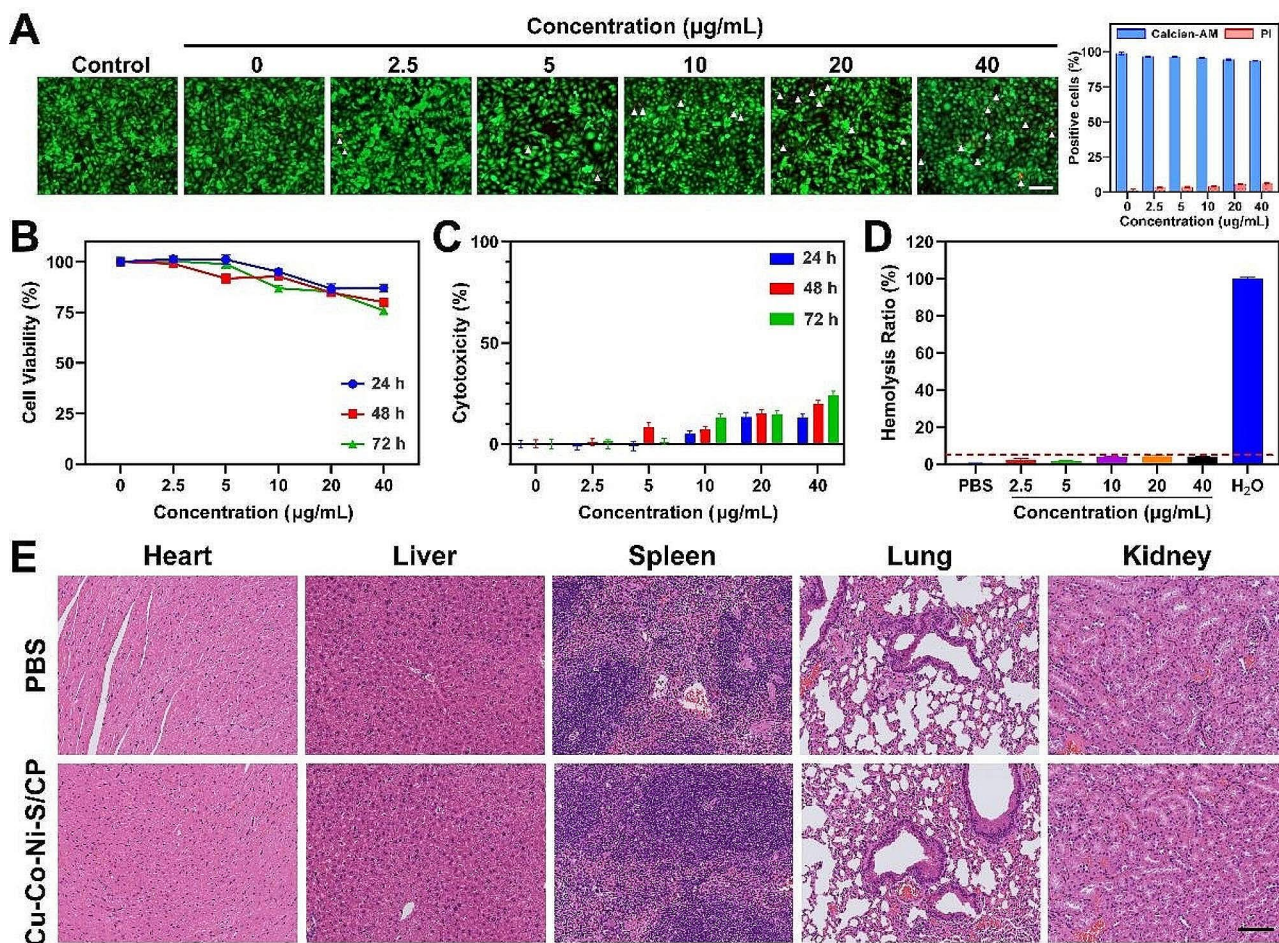 A
Concentration (µg/mL)
Control 0 2.5 5 10 20 40
Calcien-AM PI
Positive cells (%)
100
75
50
25
0
0 2.5 5 10 20 40
Concentration (ug/mL)
B
Cell Viability (%)
100
75
50
25
0
24 h
48 h
72 h
0 2.5 5 10 20 40
Concentration (µg/mL)
C
Cytotoxicity (%)
100
50
0
24 h
48 h
72 h
0 2.5 5 10 20 40
Concentration (µg/mL)
D
Hemolysis Ratio (%)
120
100
80
60
40
20
0
PBS 2.5 5 10 20 40 H₂O
Concentration (µg/mL)
E
Heart Liver Spleen Lung Kidney
PBS
Cu-Co-Ni-S/CP